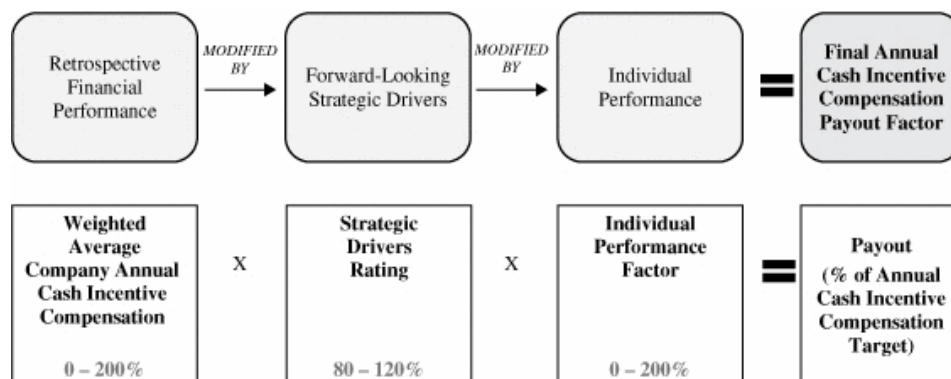 Retrospective
Financial
Performance
MODIFIED
BY
Forward-Looking
Strategic Drivers
MODIFIED
BY
Individual
Performance
=
Final Annual
Cash Incentive
Compensation
Payout Factor
Weighted
Average
Company Annual
Cash Incentive
Compensation
0 – 200%
X
Strategic
Drivers
Rating
80 – 120%
X
Individual
Performance
Factor
0 – 200%
=
Payout
(% of Annual
Cash Incentive
Compensation
Target)